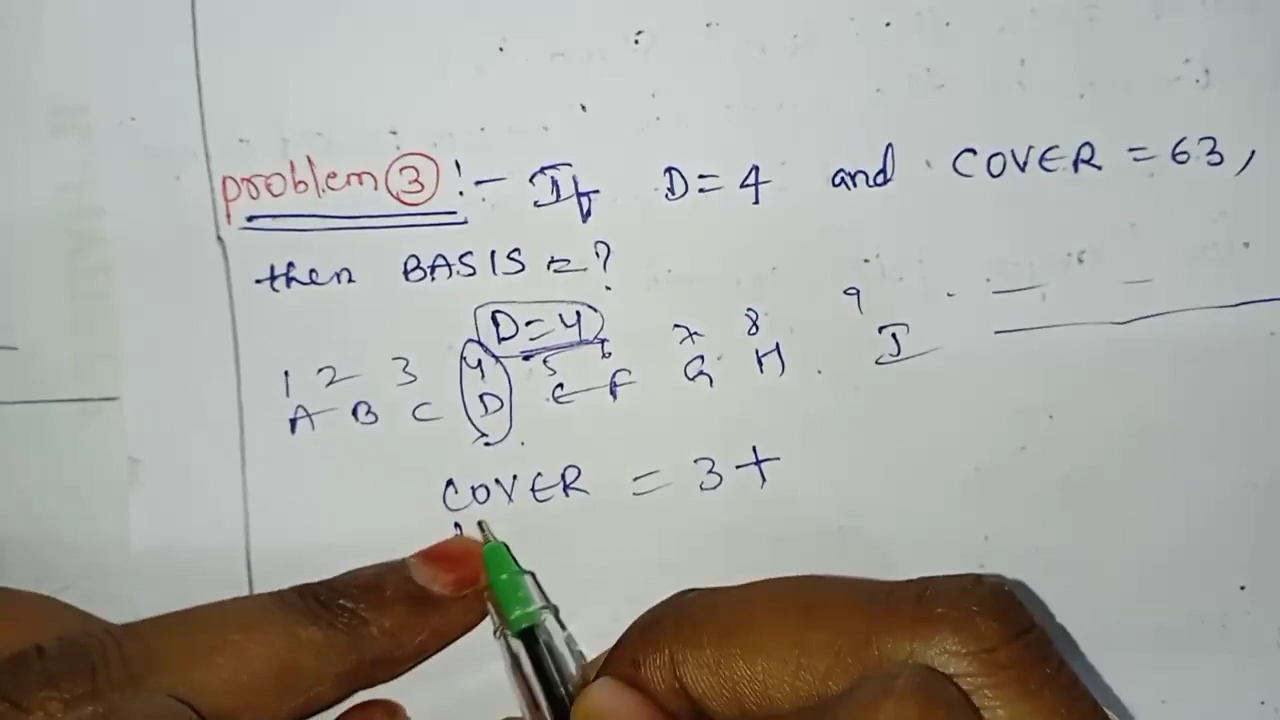 problem 3 :- If D=4 and COVER = 63,
then BASIS = ?
D=4
1 2 3 4 5 6 7 8 9
A B C D E F G H I
COVER = 3+